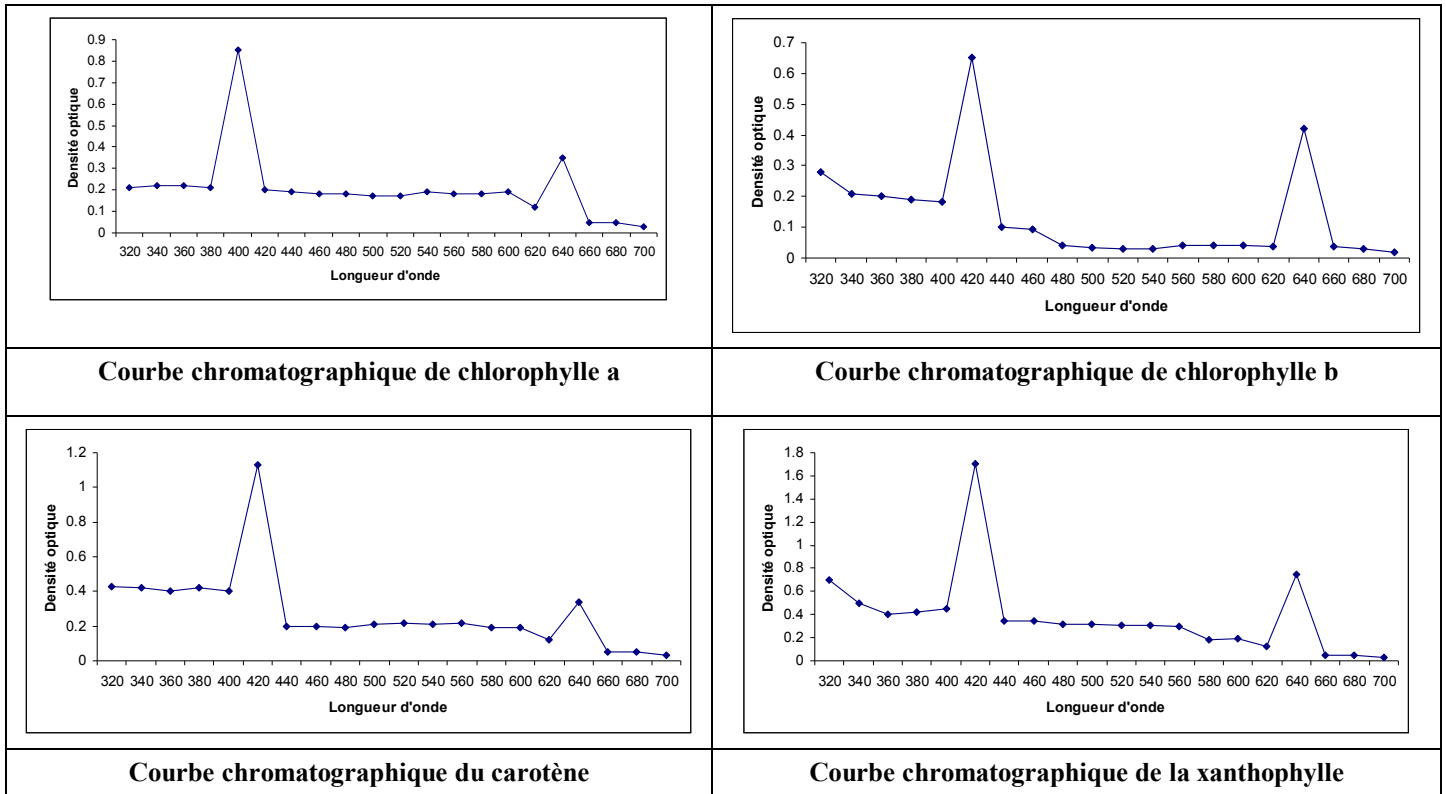 0.9
0.8
0.7
0.6
0.5
0.4
0.3
0.2
0.1
0
Densité optique
320 340 360 380 400 420 440 460 480 500 520 540 560 580 600 620 640 660 680 700
Longueur d'onde
Courbe chromatographique de chlorophylle a
0.7
0.6
0.5
0.4
0.3
0.2
0.1
0
Densité optique
320 340 360 380 400 420 440 460 480 500 520 540 560 580 600 620 640 660 680 700
Longueur d'onde
Courbe chromatographique de chlorophylle b
1.2
1
0.8
0.6
0.4
0.2
0
Densité optique
320 340 360 380 400 420 440 460 480 500 520 540 560 580 600 620 640 660 680 700
Longueur d'onde
Courbe chromatographique du carotène
1.8
1.6
1.4
1.2
1
0.8
0.6
0.4
0.2
0
Densité optique
320 340 360 380 400 420 440 460 480 500 520 540 560 580 600 620 640 660 680 700
Longueur d'onde
Courbe chromatographique de la xanthophylle